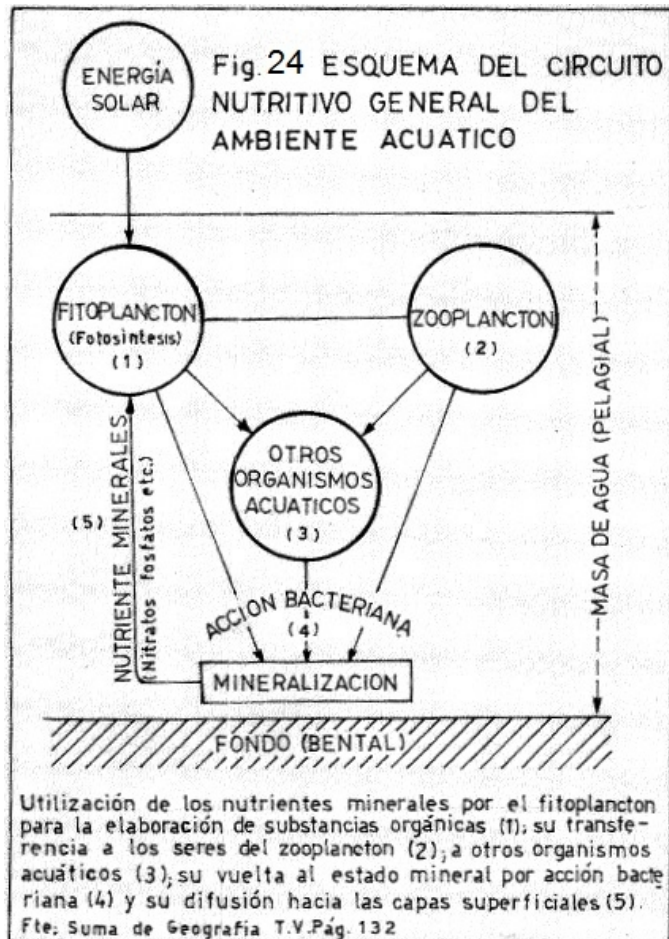 ENERGÍA
SOLAR
Fig. 24 ESQUEMA DEL CIRCUITO
NUTRITIVO GENERAL DEL
AMBIENTE ACUATICO
FITOPLANCTON
(Fotosintesis)
(1)
ZOOPLANCTON
(2)
OTROS
ORGANISMOS
ACUATICOS
(3)
NUTRIENTE MINERALES
(Nitratos fosfatos etc.)
(5)
ACCION BACTERIANA
(4)
MINERALIZACION
MASA DE AGUA (PELAGIAL)
FONDO (BENTAL)
Utilización de los nutrientes minerales por el fitoplancton
para la elaboración de substancias orgánicas (1); su transfe-
rencia a los seres del zooplancton (2); a otros organismos
acuáticos (3); su vuelta al estado mineral por acción bacte
riana (4) y su difusión hacia las capas superficiales (5).
Fte; Suma de Geografía T.V. Pág. 132